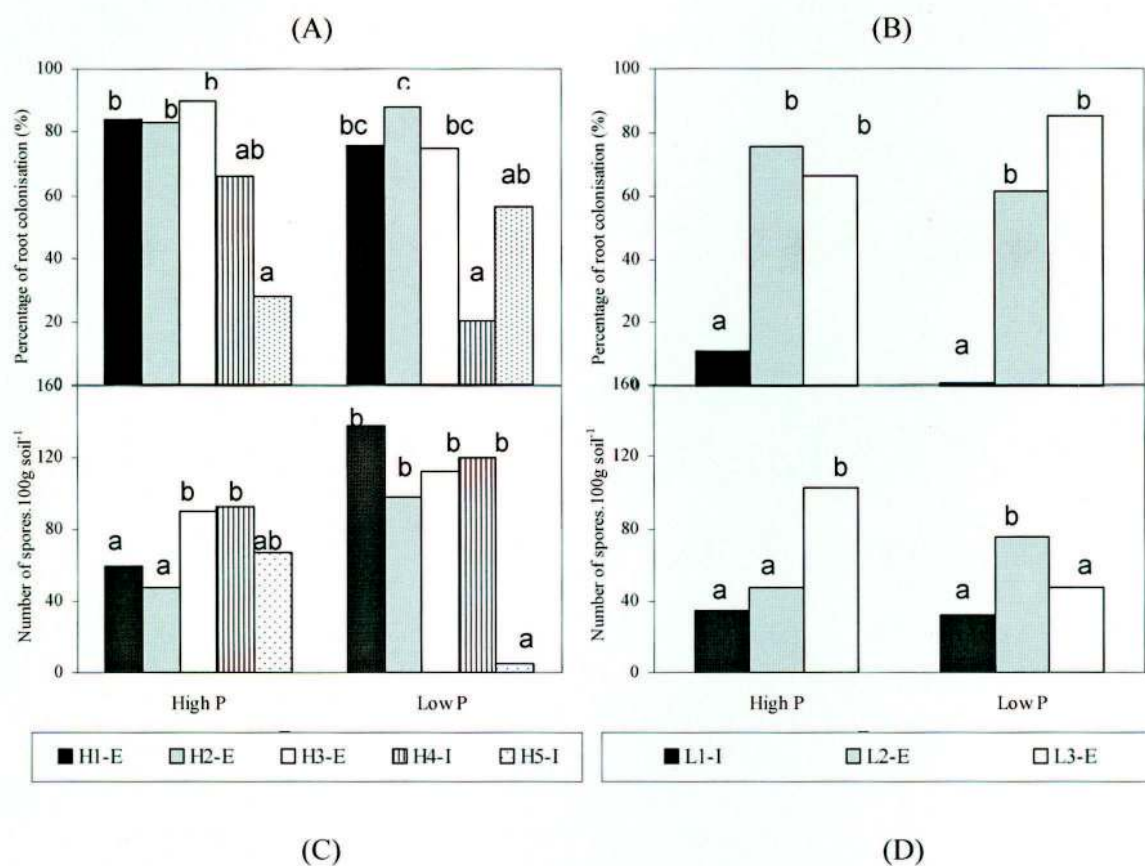 (A)
(B)
Percentage of root colonisation (%)
100
80
60
40
20
0
b
b
b
ab
a
bc
c
bc
a
ab
Percentage of root colonisation (%)
100
80
60
40
20
0
a
b
b
a
b
b
Number of spores.100g soil⁻¹
160
120
80
40
0
a
a
b
b
ab
b
b
b
b
a
High P
Low P
Number of spores.100g soil⁻¹
160
120
80
40
0
a
a
b
a
b
a
High P
Low P
H1-E H2-E H3-E H4-I H5-I
L1-I L2-E L3-E
(C)
(D)